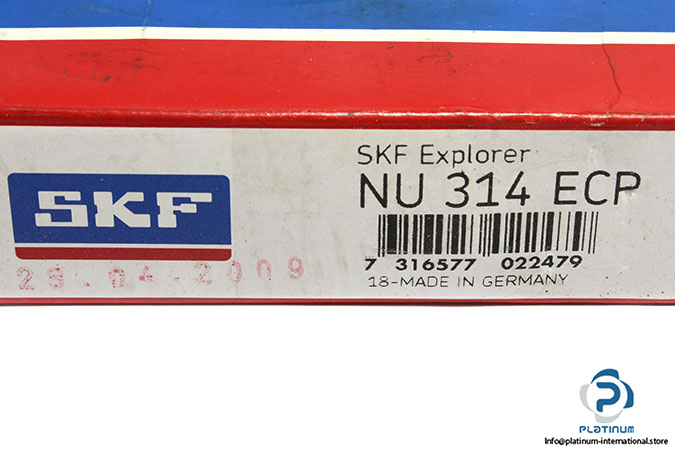 SKF Explorer
NU 314 ECP
SKF
7 316577 022479
28.04.2009
18-MADE IN GERMANY
PLATINUM
Info@platinum-international.store